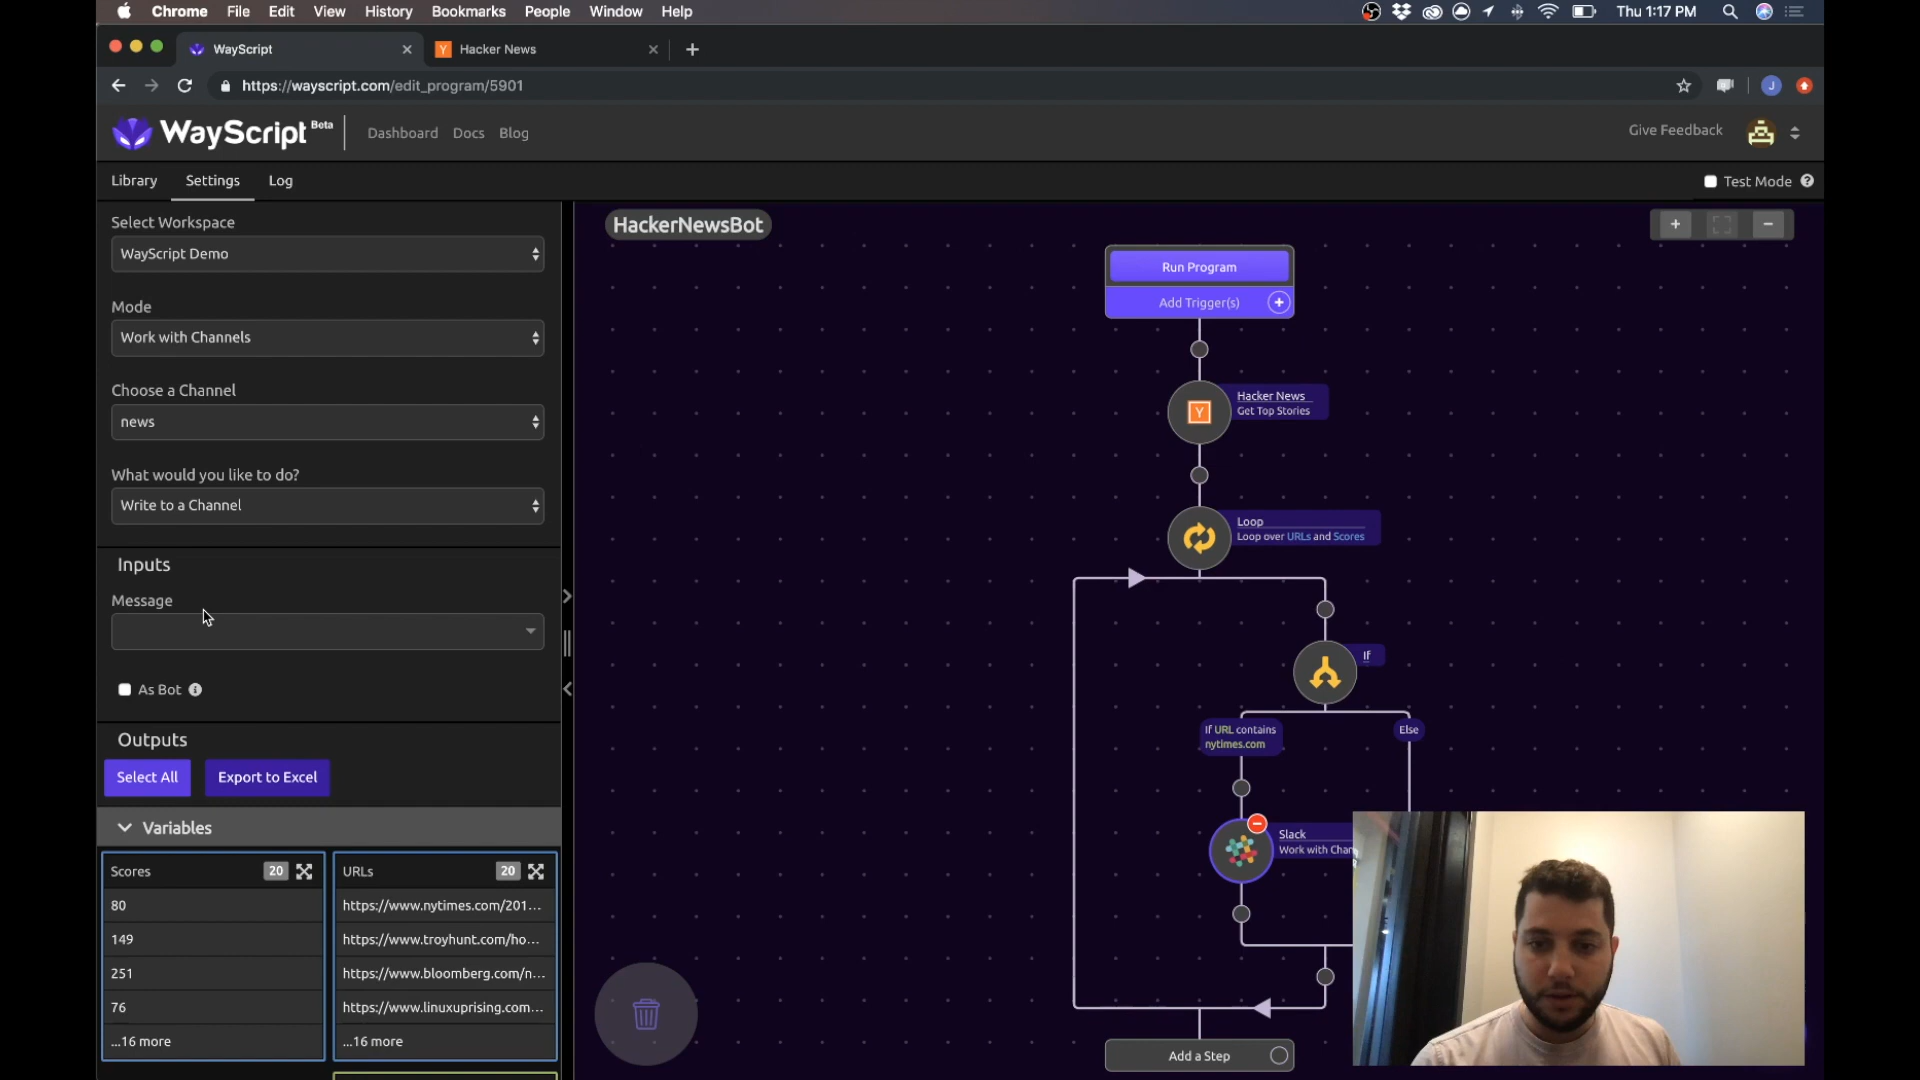 Chrome File Edit View History Bookmarks People Window Help Thu 1:17 PM
WayScript
Y Hacker News
https://wayscript.com/edit_program/5901
J
WayScript Beta Dashboard Docs Blog Give Feedback
Library Settings Log Test Mode
Select Workspace
WayScript Demo
Mode
Work with Channels
Choose a Channel
news
What would you like to do?
Write to a Channel
Inputs
Message
As Bot
Outputs
Select All Export to Excel
Variables
Scores 20
80
149
251
76
...16 more
URLs 20
https://www.nytimes.com/201...
https://www.troyhunt.com/ho...
https://www.bloomberg.com/n...
https://www.linuxuprising.com...
...16 more
HackerNewsBot
Run Program
Add Trigger(s)
Y
Hacker News
Get Top Stories
Loop
Loop over URLs and Scores
If
If URL contains
nytimes.com
Else
Slack
Work with Chan
Add a Step